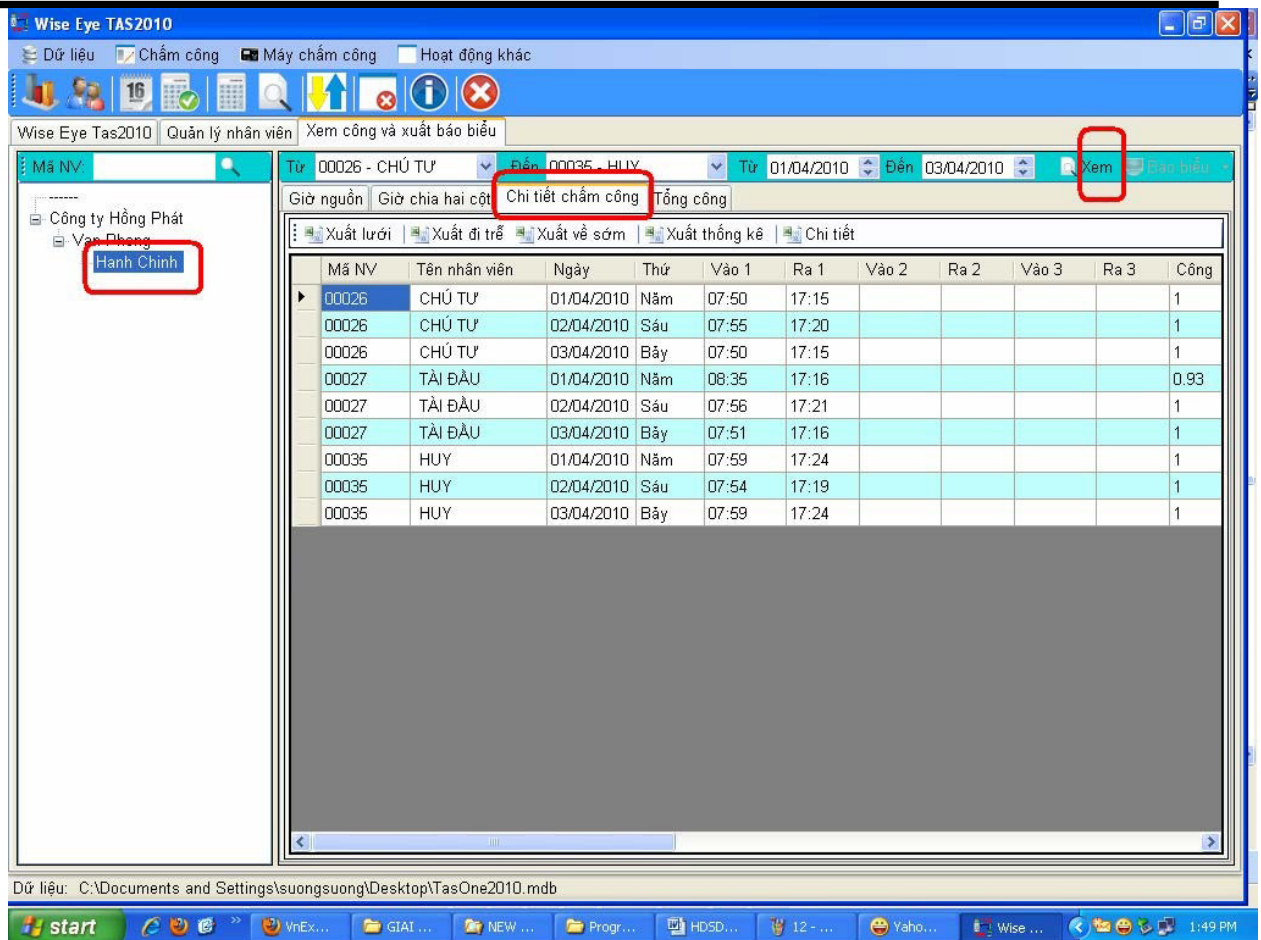 Wise Eye TAS2010
Dữ liệu Chấm công Máy chấm công Hoạt động khác
16
Wise Eye Tas2010 Quản lý nhân viên Xem công và xuất báo biểu
Mã NV: Từ 00026 - CHÚ TƯ Đến 00035 - HUY Từ 01/04/2010 Đến 03/04/2010 Xem Báo biểu
------
Công ty Hồng Phát
Van Phong
Hanh Chinh
Giờ nguồn Giờ chia hai cột Chi tiết chấm công Tổng công
Xuất lưới Xuất đi trễ Xuất về sớm Xuất thống kê Chi tiết
Mã NV Tên nhân viên Ngày Thứ Vào 1 Ra 1 Vào 2 Ra 2 Vào 3 Ra 3 Công
00026 CHÚ TƯ 01/04/2010 Năm 07:50 17:15 1
00026 CHÚ TƯ 02/04/2010 Sáu 07:55 17:20 1
00026 CHÚ TƯ 03/04/2010 Bảy 07:50 17:15 1
00027 TÀI ĐẦU 01/04/2010 Năm 08:35 17:16 0.93
00027 TÀI ĐẦU 02/04/2010 Sáu 07:56 17:21 1
00027 TÀI ĐẦU 03/04/2010 Bảy 07:51 17:16 1
00035 HUY 01/04/2010 Năm 07:59 17:24 1
00035 HUY 02/04/2010 Sáu 07:54 17:19 1
00035 HUY 03/04/2010 Bảy 07:59 17:24 1
Dữ liệu: C:\Documents and Settings\suongsuong\Desktop\TasOne2010.mdb
start VnEx... GIAI ... NEW ... Progr... HDSD... 12 - ... Yaho... Wise ... 1:49 PM